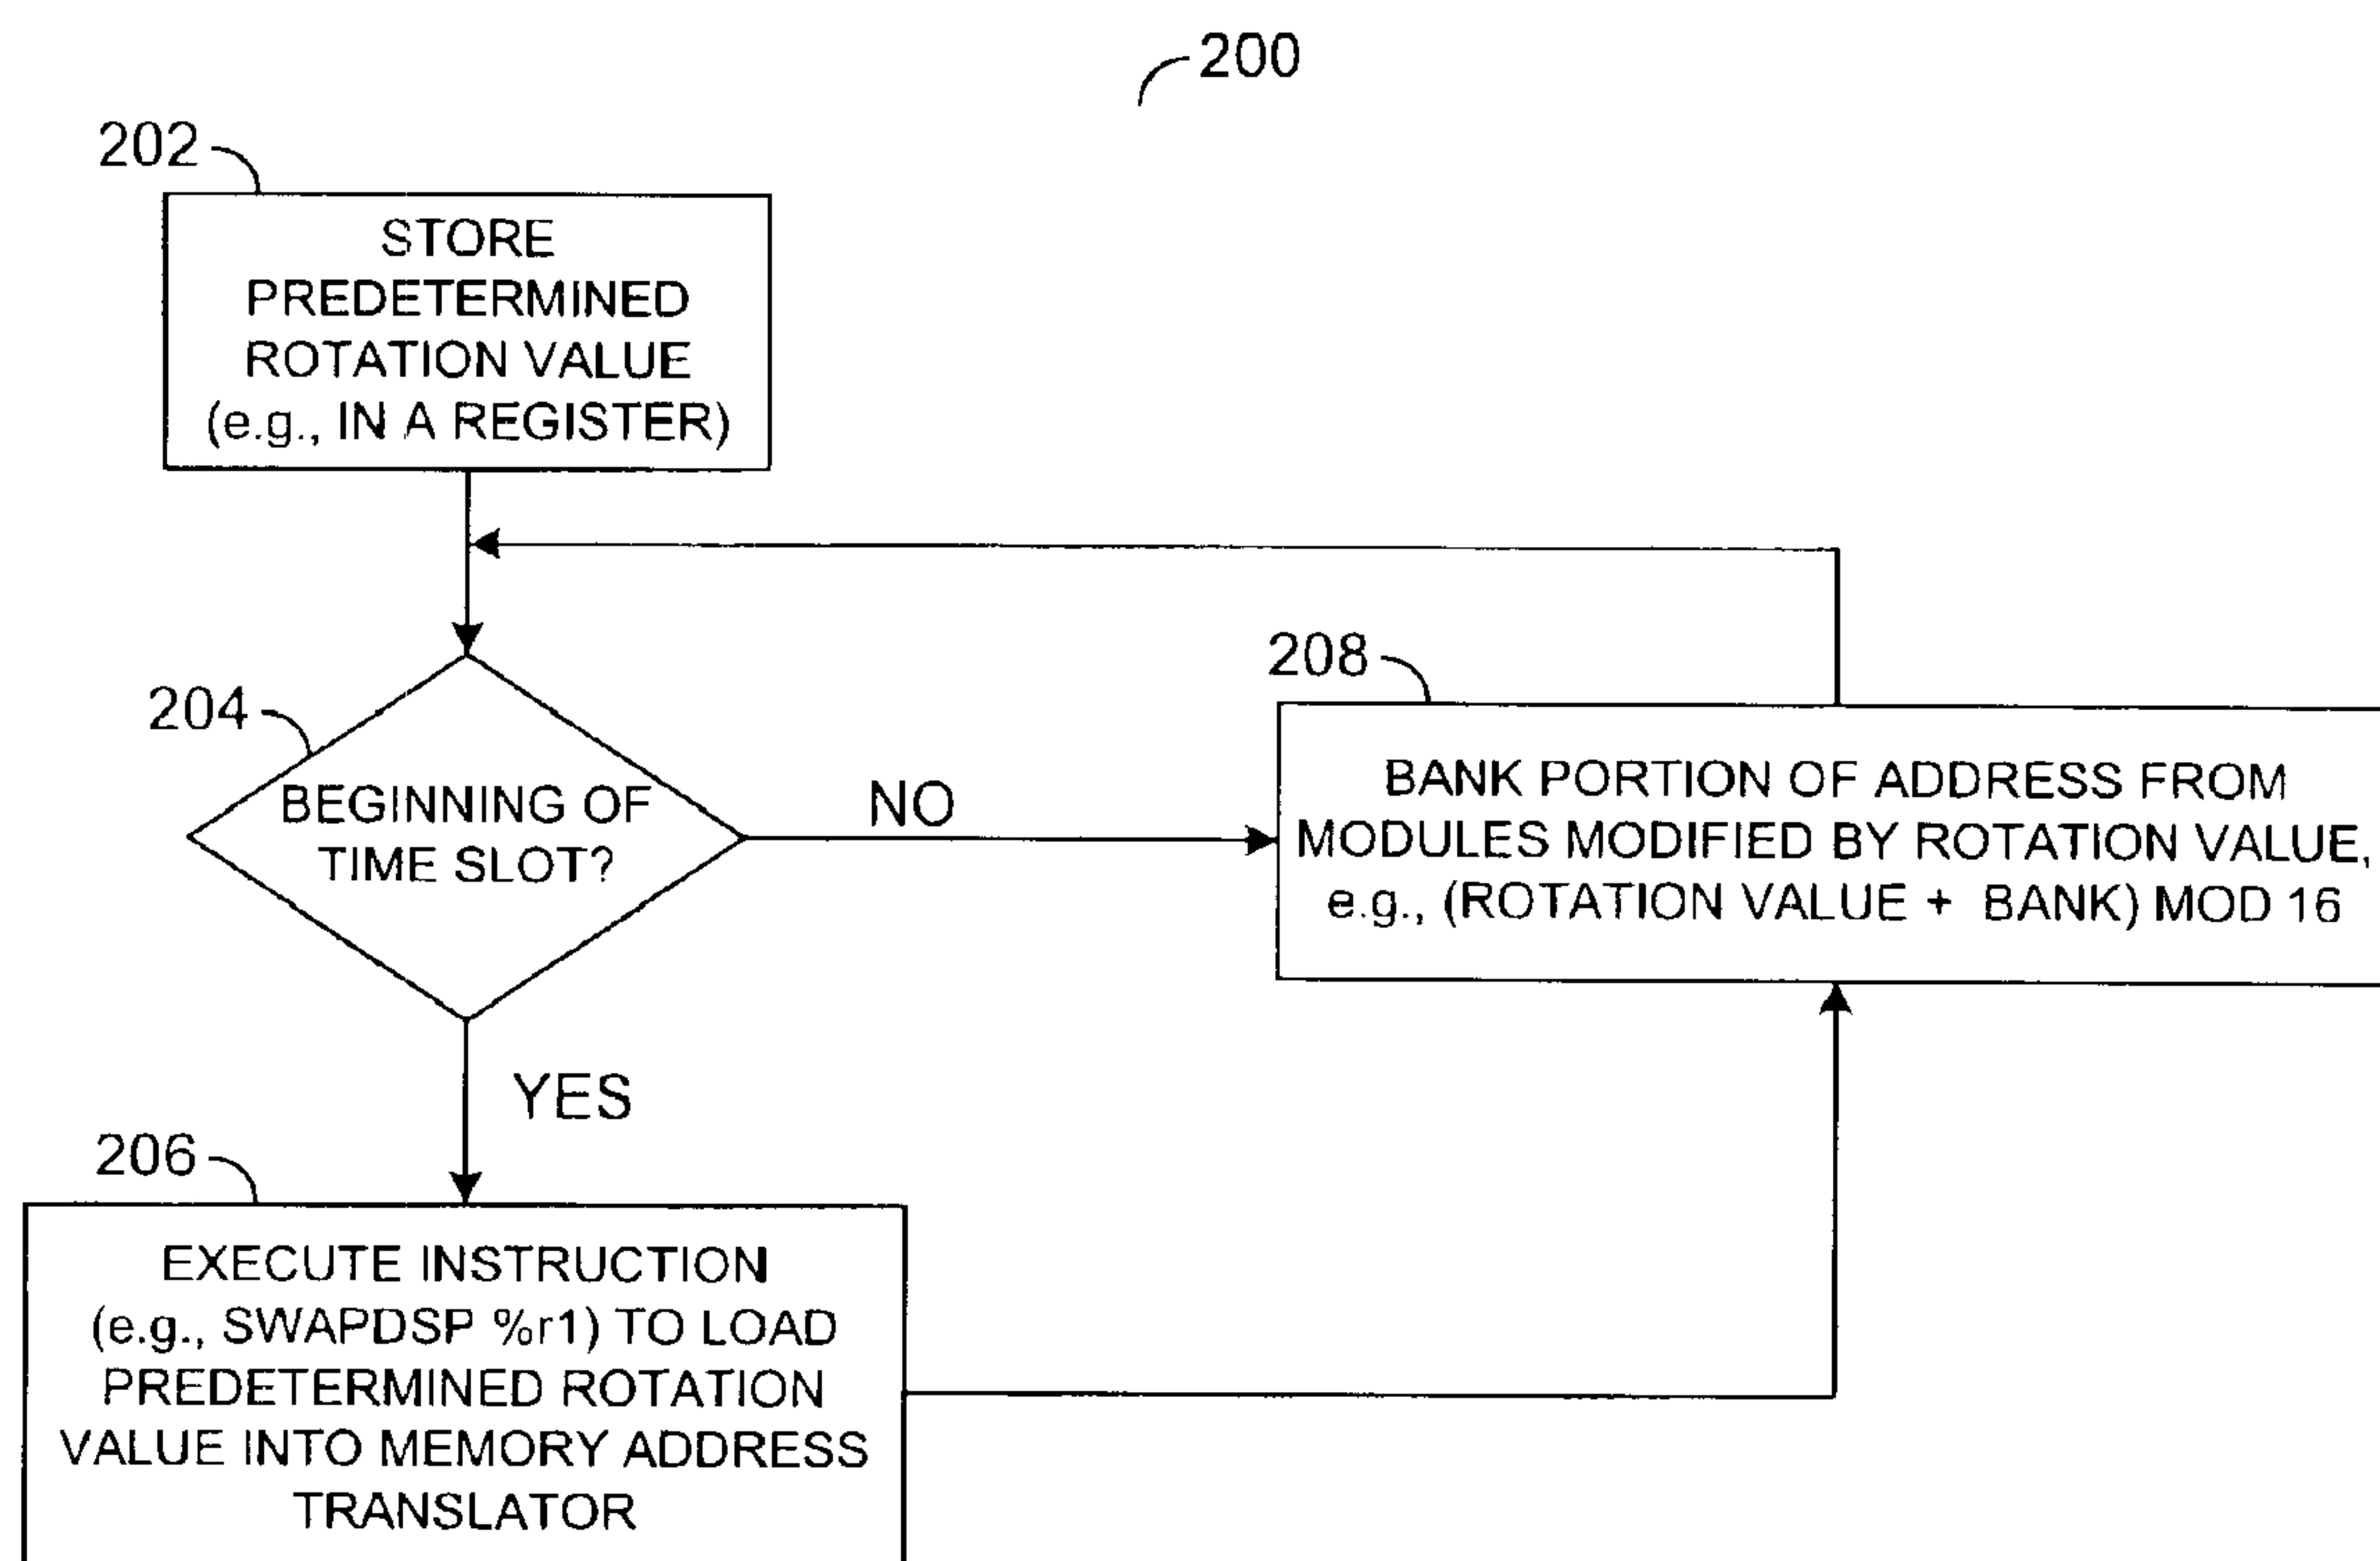 200
202
STORE
PREDETERMINED
ROTATION VALUE
(e.g., IN A REGISTER)
204
BEGINNING OF
TIME SLOT?
NO
208
BANK PORTION OF ADDRESS FROM
MODULES MODIFIED BY ROTATION VALUE,
e.g., (ROTATION VALUE + BANK) MOD 16
YES
206
EXECUTE INSTRUCTION
(e.g., SWAPDSP %r1) TO LOAD
PREDETERMINED ROTATION
VALUE INTO MEMORY ADDRESS
TRANSLATOR